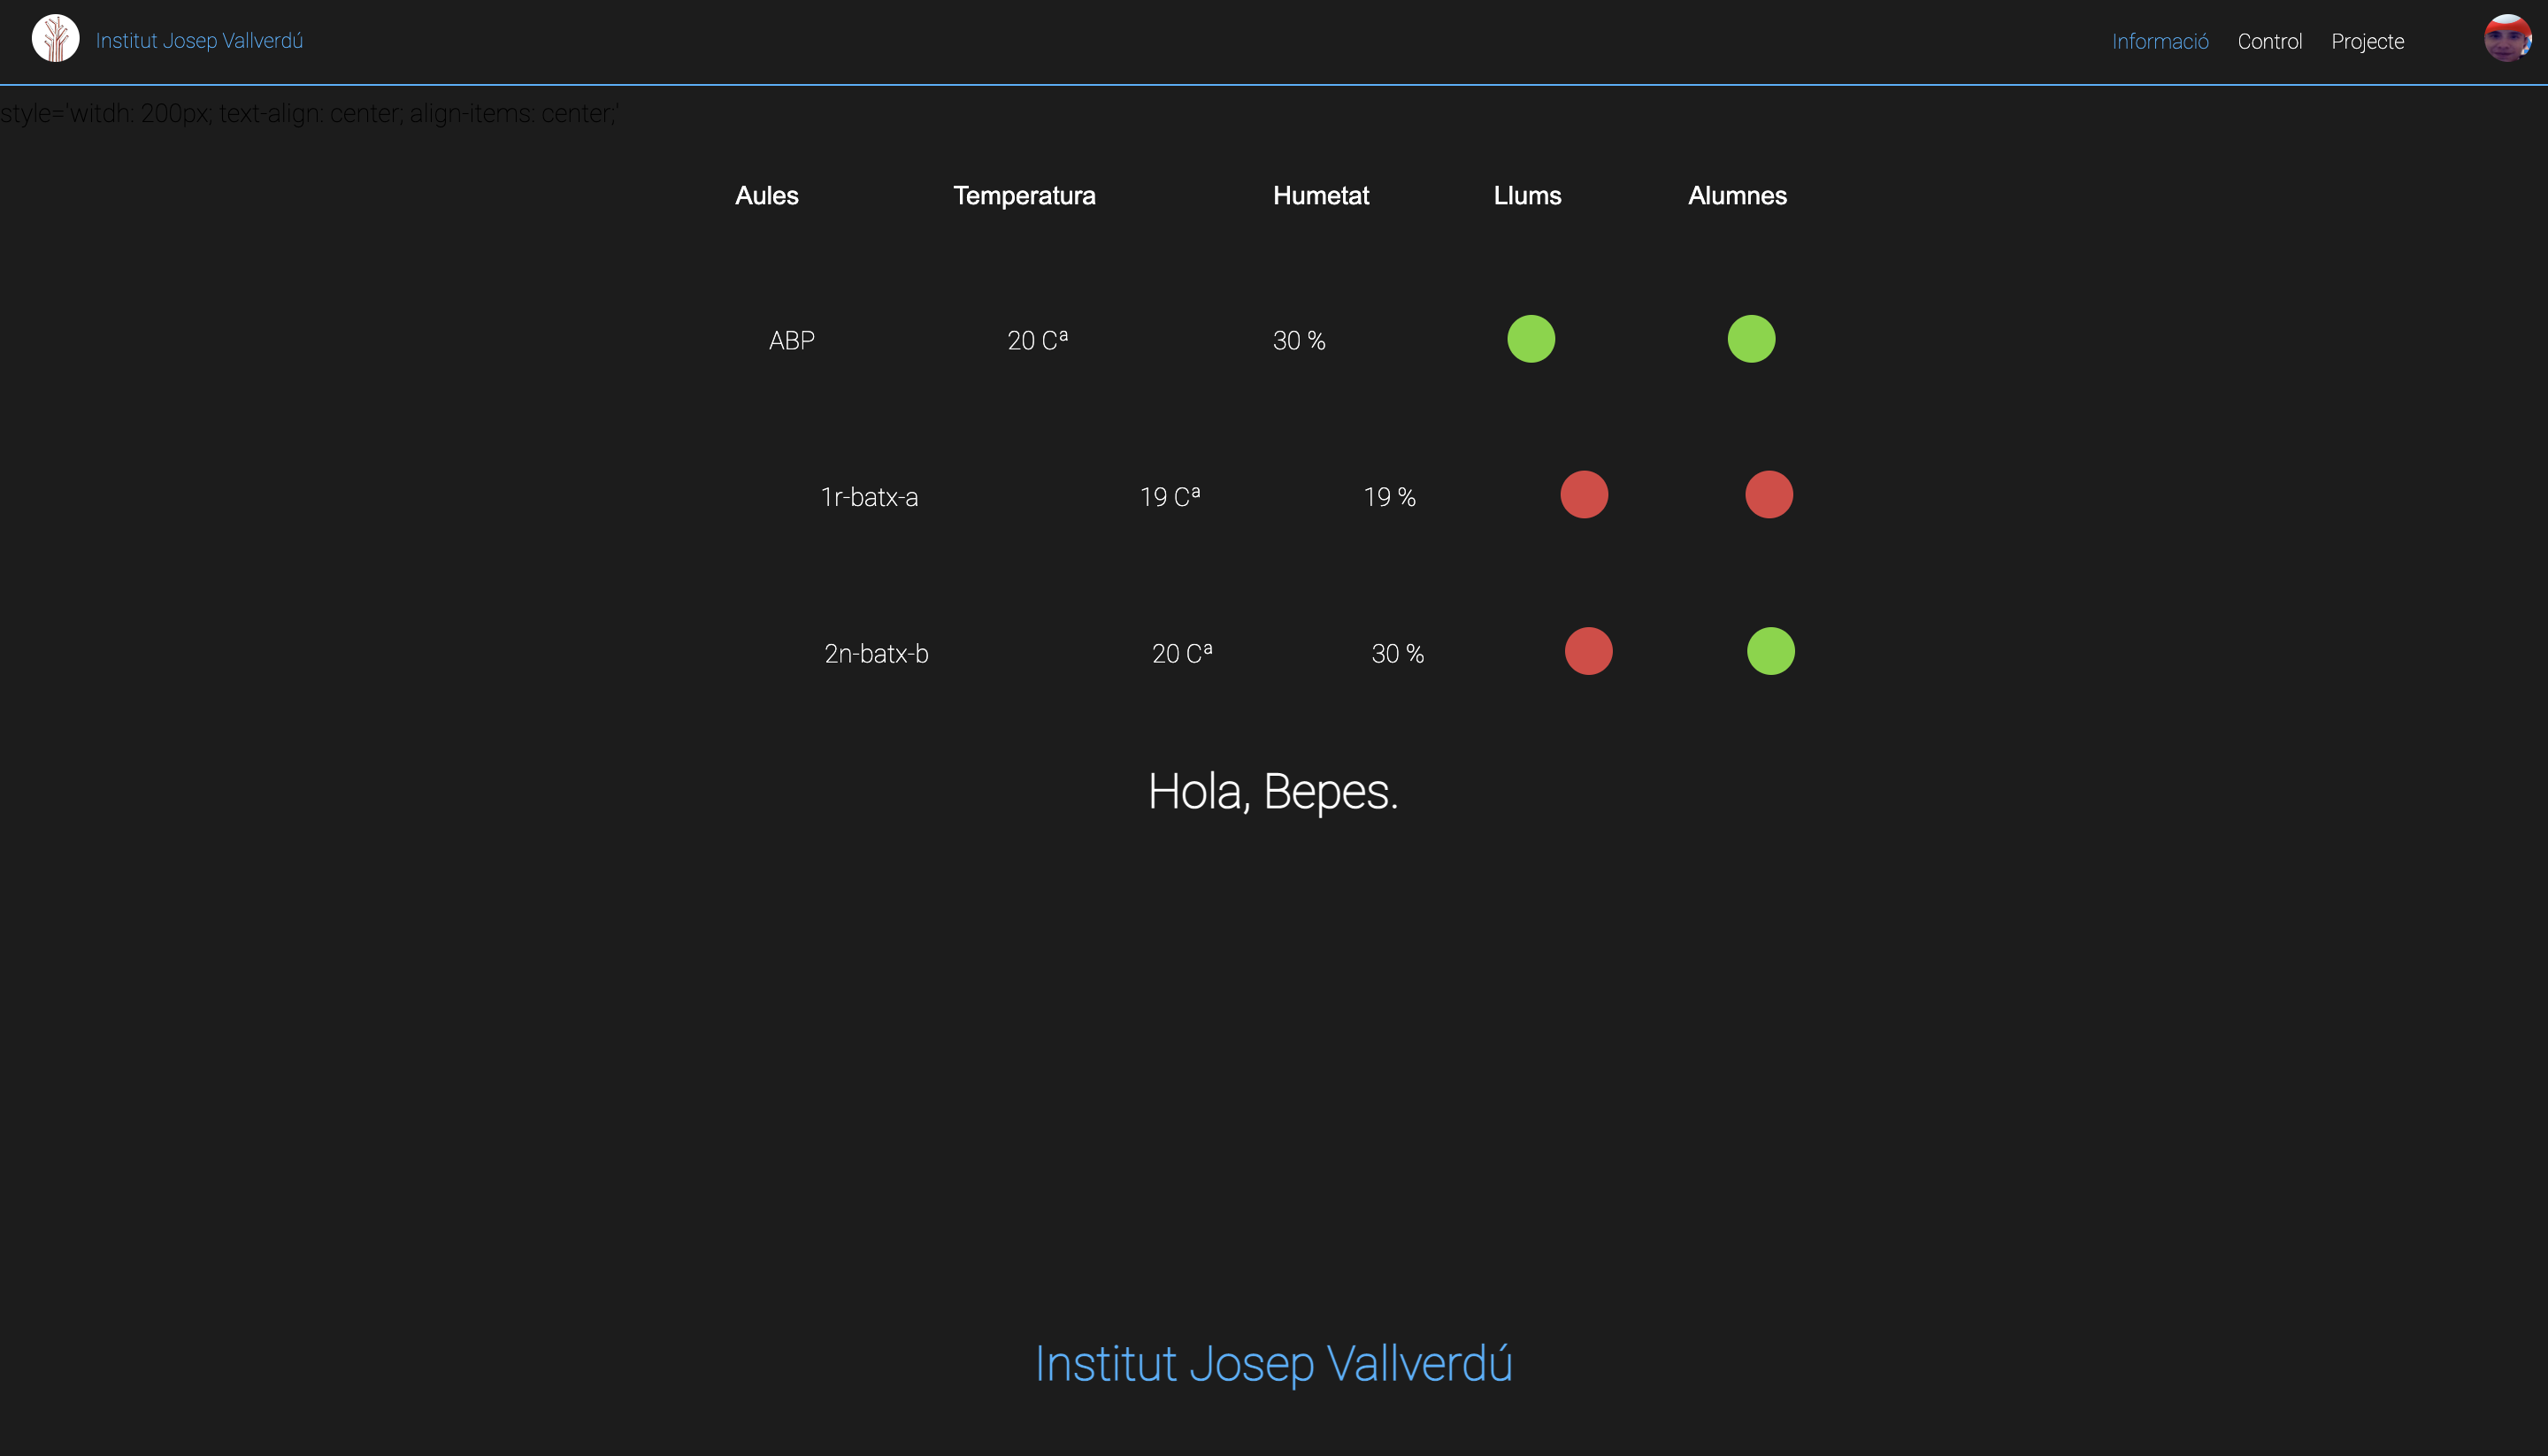 Institut Josep Vallverdú
Informació Control Projecte
style='witdh: 200px; text-align: center; align-items: center;'
Aules Temperatura Humetat Llums Alumnes
ABP 20 Cª 30 %
1r-batx-a 19 Cª 19 %
2n-batx-b 20 Cª 30 %
Hola, Bepes.
Institut Josep Vallverdú